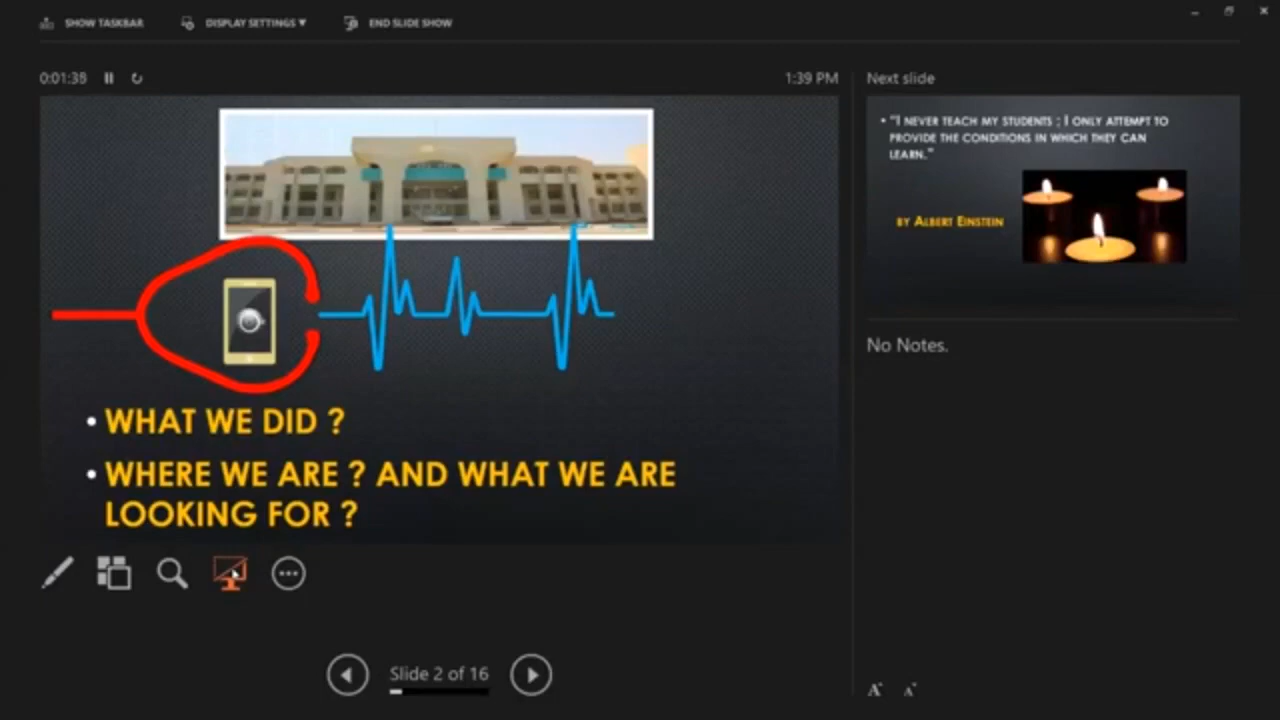 SHOW TASKBAR
DISPLAY SETTINGS ▼
END SLIDE SHOW
0:01:38
1:39 PM
• WHAT WE DID ?
• WHERE WE ARE ? AND WHAT WE ARE
LOOKING FOR ?
Slide 2 of 16
Next slide
• "I NEVER TEACH MY STUDENTS ; I ONLY ATTEMPT TO
PROVIDE THE CONDITIONS IN WHICH THEY CAN
LEARN."
BY ALBERT EINSTEIN
No Notes.
A
A